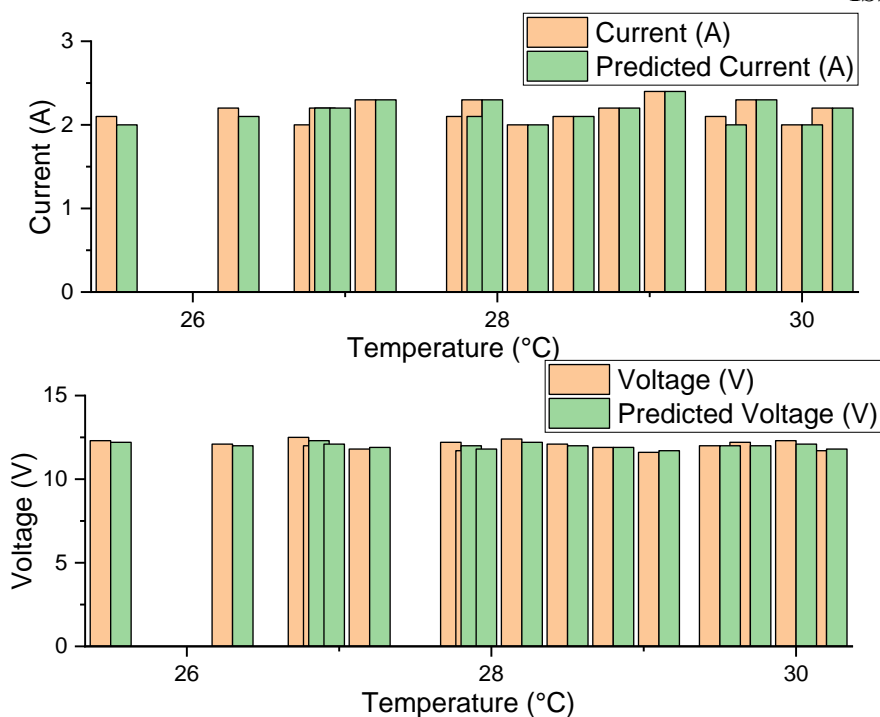 Current (A)
Predicted Current (A)
3
2
1
0
Current (A)
26
28
30
Temperature (°C)
Voltage (V)
Predicted Voltage (V)
15
10
5
0
Voltage (V)
26
28
30
Temperature (°C)